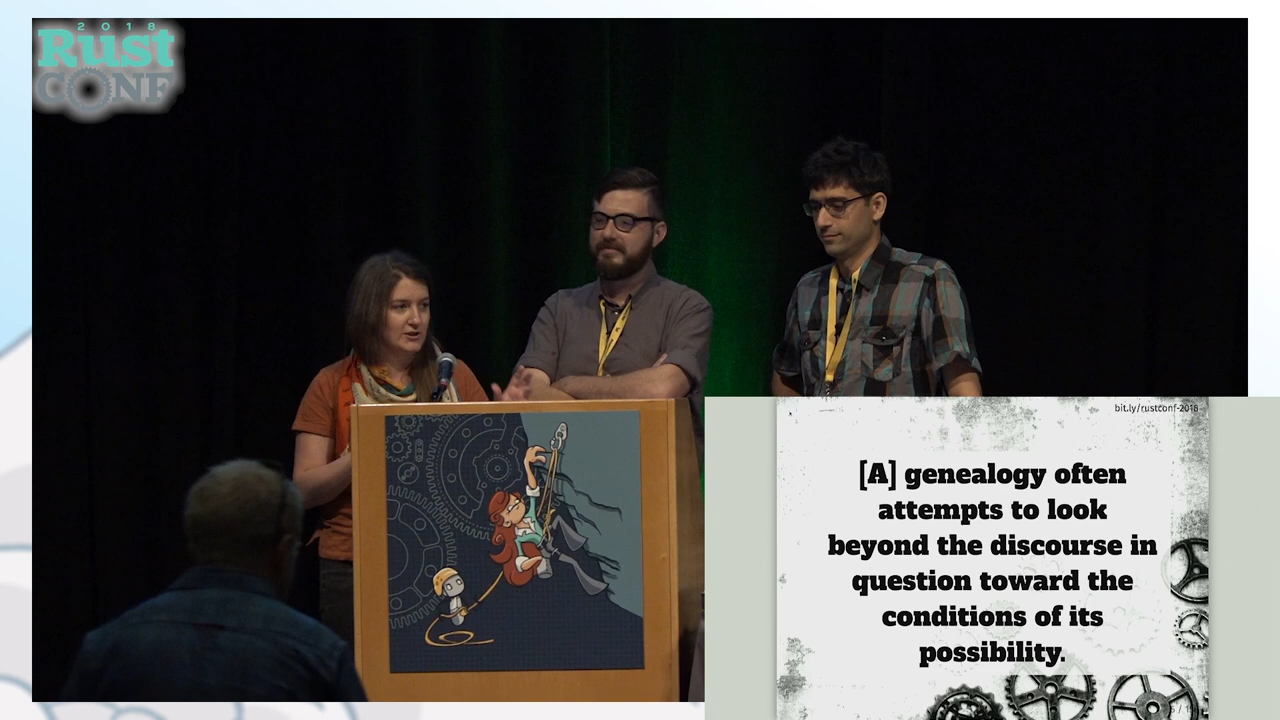 2018
Rust
CONF
bit.ly/rustconf-2018
[A] genealogy often
attempts to look
beyond the discourse in
question toward the
conditions of its
possibility.